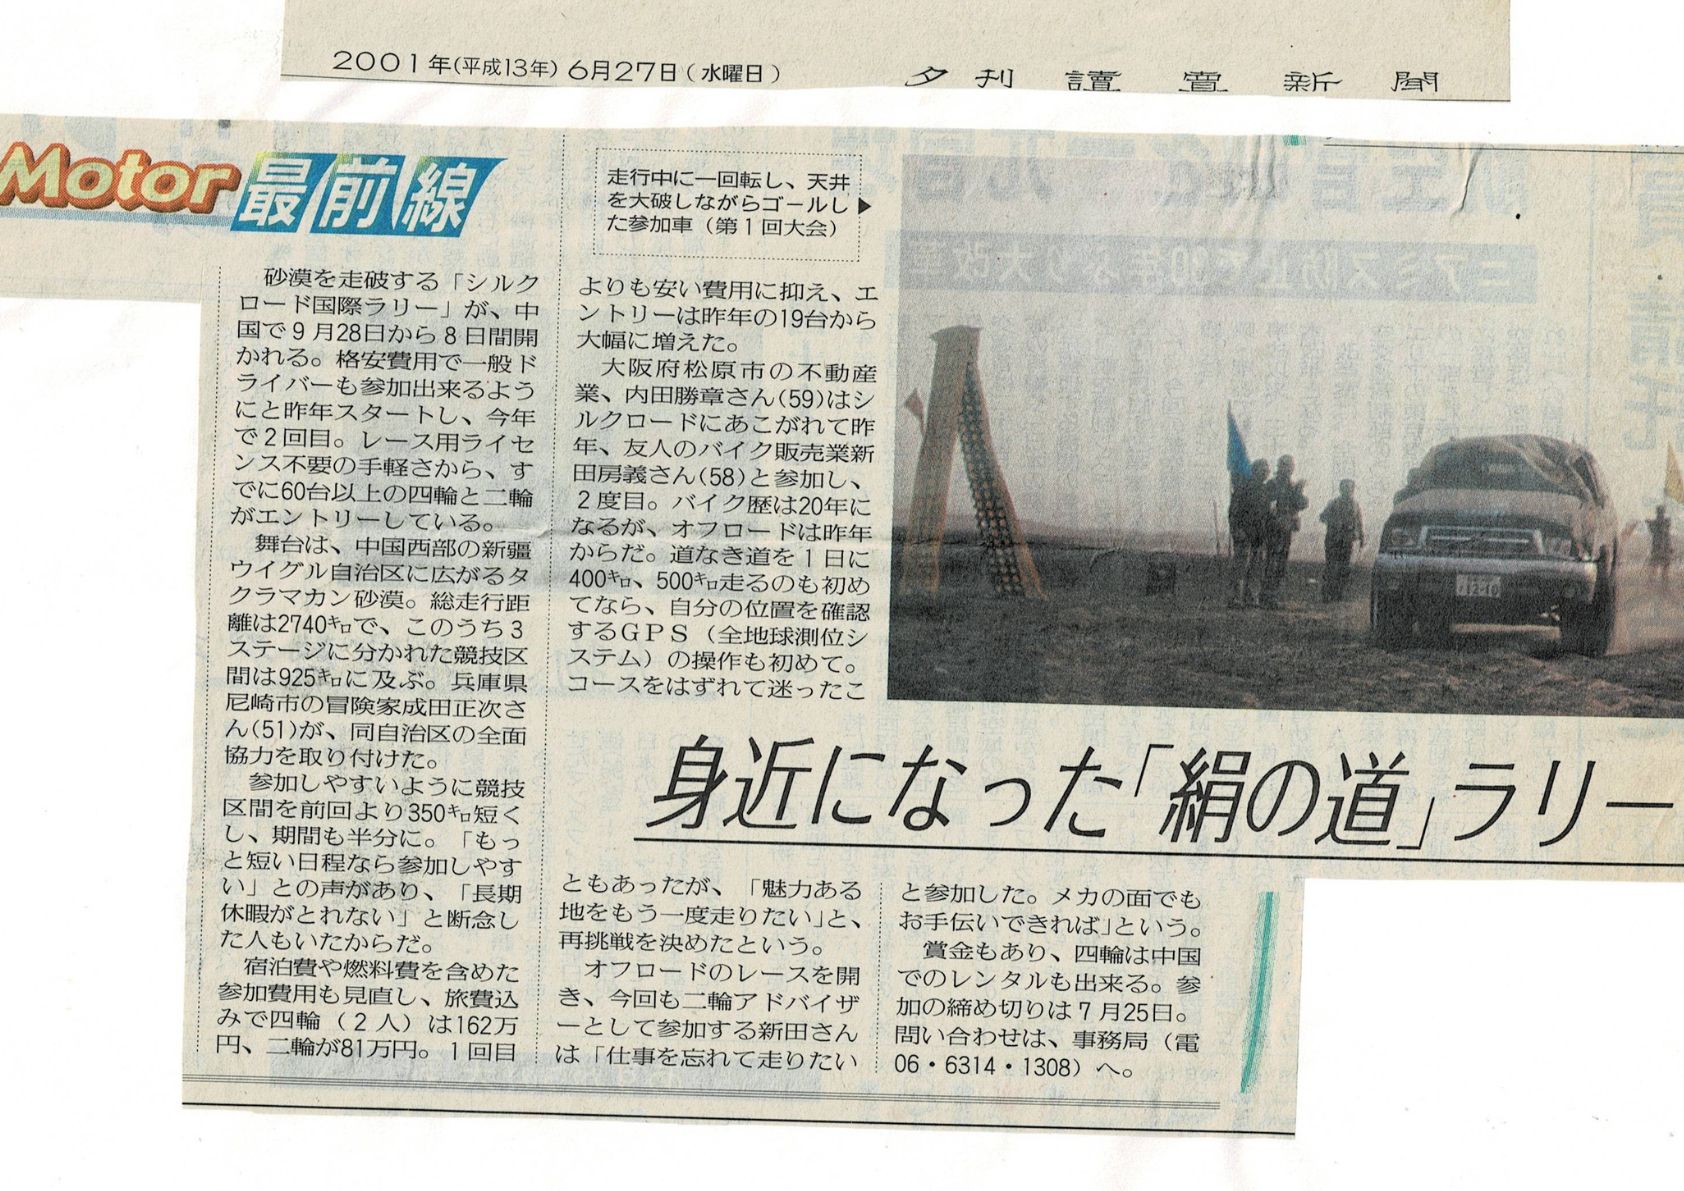 2001年(平成13年) 6月27日(水曜日)
夕刊 讀賣新聞
Motor最前線
走行中に一回転し、天井
を大破しながらゴールし▶
た参加車(第1回大会)
砂漠を走破する「シルク
ロード国際ラリー」が、中
国で9月28日から8日間開
かれる。格安費用で一般ド
ライバーも参加出来るよう
にと昨年スタートし、今年
で2回目。レース用ライセ
ンス不要の手軽さから、す
でに60台以上の四輪と二輪
がエントリーしている。
舞台は、中国西部の新疆
ウイグル自治区に広がるタ
クラマカン砂漠。総走行距
離は2740㌔で、このうち3
ステージに分かれた競技区
間は925㌔に及ぶ。兵庫県
尼崎市の冒険家成田正次さ
ん(51)が、同自治区の全面
協力を取り付けた。
参加しやすいように競技
区間を前回より350㌔短く
し、期間も半分に。「もっ
と短い日程なら参加しやす
い」との声があり、「長期
休暇がとれない」と断念し
た人もいたからだ。
宿泊費や燃料費を含めた
参加費用も見直し、旅費込
みで四輪(2人)は162万
円、二輪が81万円。1回目
よりも安い費用に抑え、エ
ントリーは昨年の19台から
大幅に増えた。
大阪府松原市の不動産
業、内田勝章さん(59)はシ
ルクロードにあこがれて昨
年、友人のバイク販売業新
田房義さん(58)と参加し、
2度目。バイク歴は20年に
なるが、オフロードは昨年
からだ。道なき道を1日に
400㌔、500㌔走るのも初め
てなら、自分の位置を確認
するGPS(全地球測位シ
ステム)の操作も初めて。
コースをはずれて迷ったこ
身近になった「絹の道」ラリー
ともあったが、「魅力ある
地をもう一度走りたい」と、
再挑戦を決めたという。
オフロードのレースを開
き、今回も二輪アドバイザ
ーとして参加する新田さん
は「仕事を忘れて走りたい
と参加した。メカの面でも
お手伝いできれば」という。
賞金もあり、四輪は中国
でのレンタルも出来る。参
加の締め切りは7月25日。
問い合わせは、事務局(電
06・6314・1308)へ。
12-10